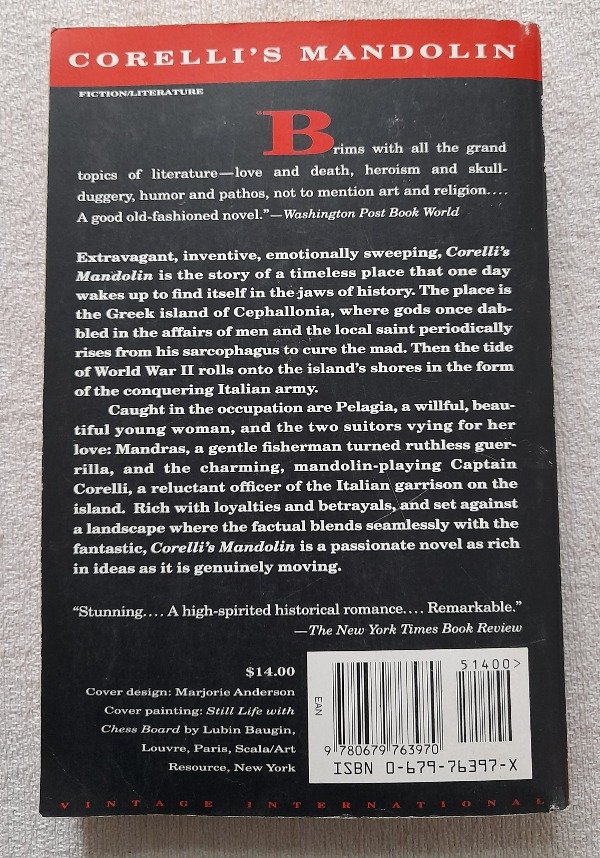 CORELLI'S MANDOLIN
FICTION/LITERATURE
"Brims with all the grand
topics of literature—love and death, heroism and skull-
duggery, humor and pathos, not to mention art and religion....
A good old-fashioned novel."—Washington Post Book World
Extravagant, inventive, emotionally sweeping, Corelli's
Mandolin is the story of a timeless place that one day
wakes up to find itself in the jaws of history. The place is
the Greek island of Cephallonia, where gods once dab-
bled in the affairs of men and the local saint periodically
rises from his sarcophagus to cure the mad. Then the tide
of World War II rolls onto the island's shores in the form
of the conquering Italian army.
Caught in the occupation are Pelagia, a willful, beau-
tiful young woman, and the two suitors vying for her
love: Mandras, a gentle fisherman turned ruthless guer-
rilla, and the charming, mandolin-playing Captain
Corelli, a reluctant officer of the Italian garrison on the
island. Rich with loyalties and betrayals, and set against
a landscape where the factual blends seamlessly with the
fantastic, Corelli's Mandolin is a passionate novel as rich
in ideas as it is genuinely moving.
"Stunning.... A high-spirited historical romance.... Remarkable."
—The New York Times Book Review
$14.00
Cover design: Marjorie Anderson
Cover painting: Still Life with
Chess Board by Lubin Baugin,
Louvre, Paris, Scala/Art
Resource, New York
51400>
EAN
9 780679 763970
ISBN 0-679-76397-X
VINTAGE INTERNATIONAL